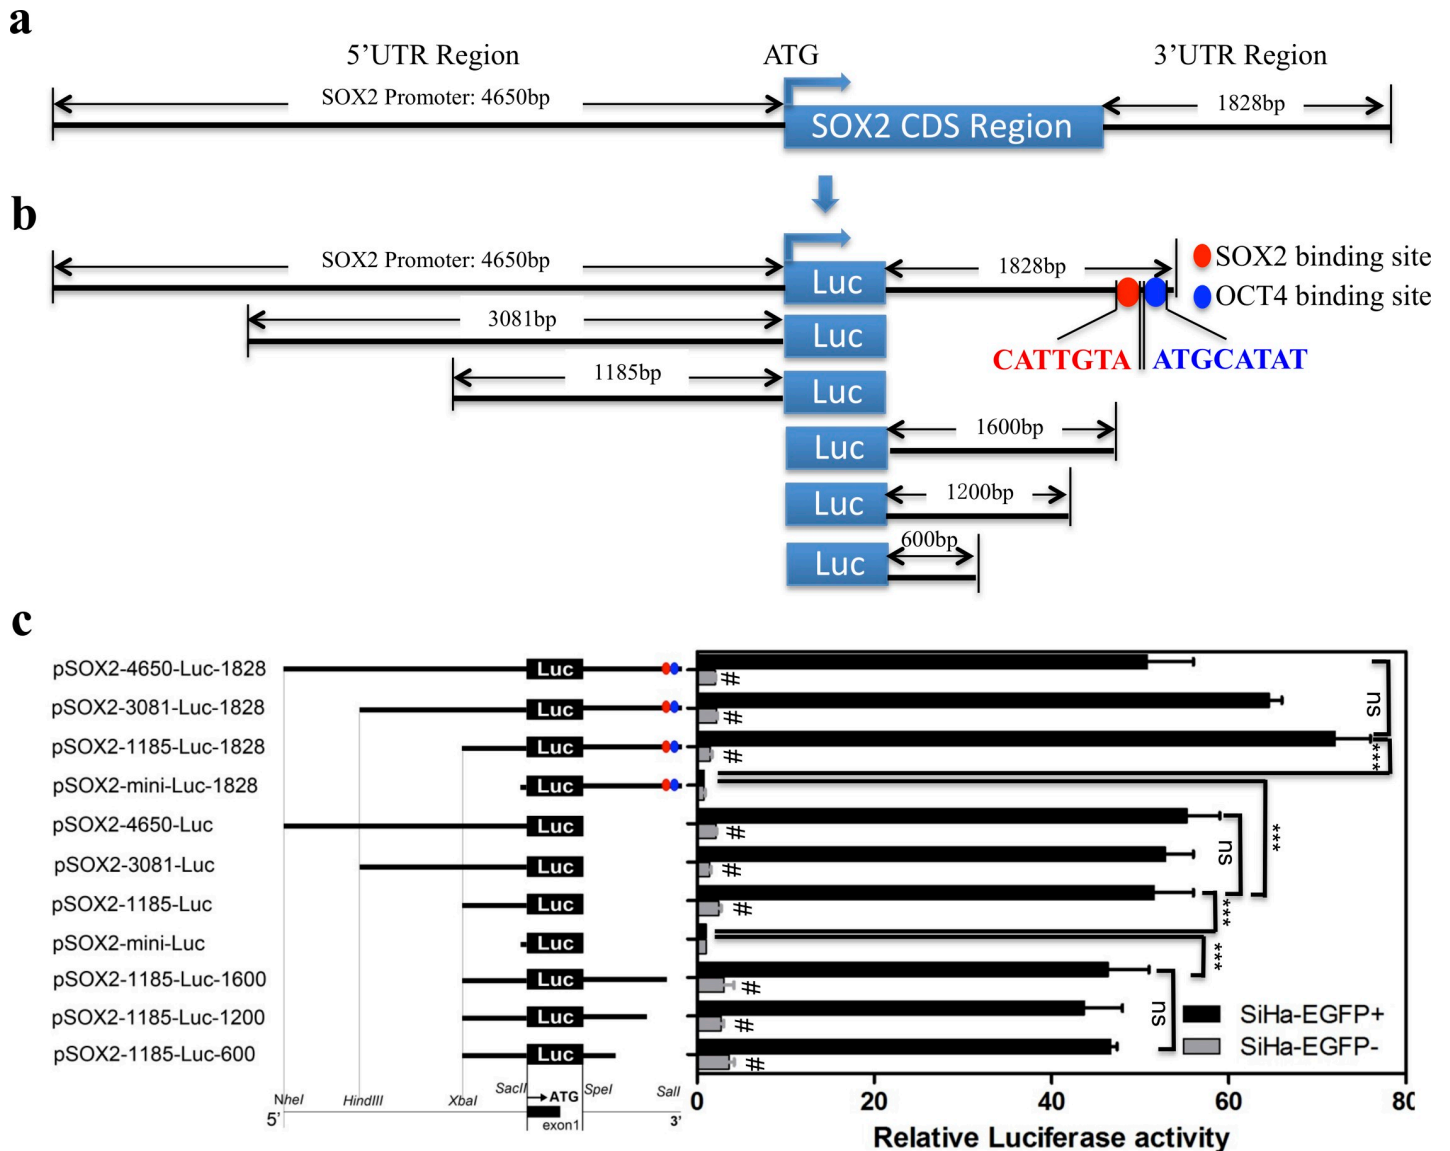 a
5’UTR Region ATG 3’UTR Region
SOX2 Promoter: 4650bp 1828bp
SOX2 CDS Region
b
SOX2 Promoter: 4650bp 1828bp
Luc
SOX2 binding site
OCT4 binding site
3081bp
Luc
CATTGTA ATGCATAT
1185bp
Luc
1600bp
Luc
1200bp
Luc
600bp
Luc
c
pSOX2-4650-Luc-1828 Luc #
pSOX2-3081-Luc-1828 Luc # ns
pSOX2-1185-Luc-1828 Luc # ***
pSOX2-mini-Luc-1828 Luc
pSOX2-4650-Luc Luc # ***
pSOX2-3081-Luc Luc # ns
pSOX2-1185-Luc Luc # ***
pSOX2-mini-Luc Luc ***
pSOX2-1185-Luc-1600 Luc #
pSOX2-1185-Luc-1200 Luc # ns
pSOX2-1185-Luc-600 Luc #
SiHa-EGFP+
SiHa-EGFP-
NheI HindIII XbaI SacII ATG SpeI SalI
5’ exon1 3’
0 20 40 60 80
Relative Luciferase activity